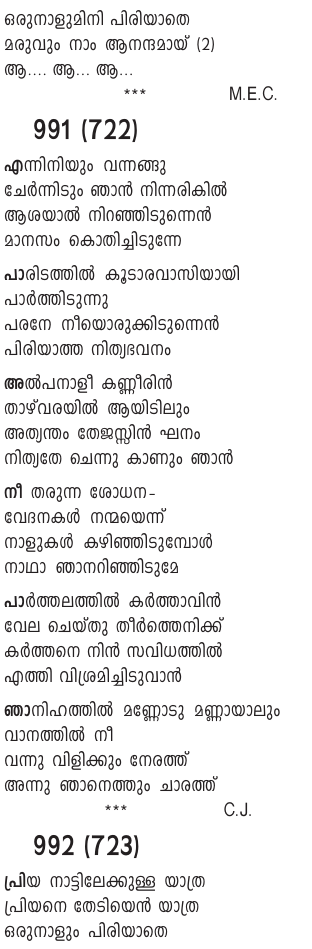 ഒരുനാളുമിനി പിരിയാതെ
മരുവും നാം ആനന്ദമായ് (2)
ആ.... ആ... ആ...
*** M.E.C.
991 (722)
എന്നിനിയും വന്നങ്ങു
ചേർന്നിടും ഞാൻ നിന്നരികിൽ
ആശയാൽ നിറഞ്ഞിടുന്നെൻ
മാനസം കൊതിച്ചിടുന്നേ
പാരിടത്തിൽ കൂടാരവാസിയായി
പാർത്തിടുന്നു
പരനേ നീയൊരുക്കിടുന്നെൻ
പിരിയാത്ത നിത്യഭവനം
അൽപനാളീ കണ്ണീരിൻ
താഴ്‌വരയിൽ ആയിടിലും
അത്യന്തം തേജസ്സിൻ ഘനം
നിത്യതേ ചെന്നു കാണും ഞാൻ
നീ തരുന്ന ശോധന-
വേദനകൾ നന്മയെന്ന്
നാളുകൾ കഴിഞ്ഞിടുമ്പോൾ
നാഥാ ഞാനറിഞ്ഞിടുമേ
പാർത്തലത്തിൽ കർത്താവിൻ
വേല ചെയ്തു തീർത്തെനിക്ക്
കർത്തനെ നിൻ സവിധത്തിൽ
എത്തി വിശ്രമിച്ചിടുവാൻ
ഞാനിഹത്തിൽ മണ്ണോടു മണ്ണായാലും
വാനത്തിൽ നീ
വന്നു വിളിക്കും നേരത്ത്
അന്നു ഞാനെത്തും ചാരത്ത്
*** C.J.
992 (723)
പ്രിയ നാട്ടിലേക്കുള്ള യാത്ര
പ്രിയനെ തേടിയെൻ യാത്ര
ഒരുനാളും പിരിയാതെ